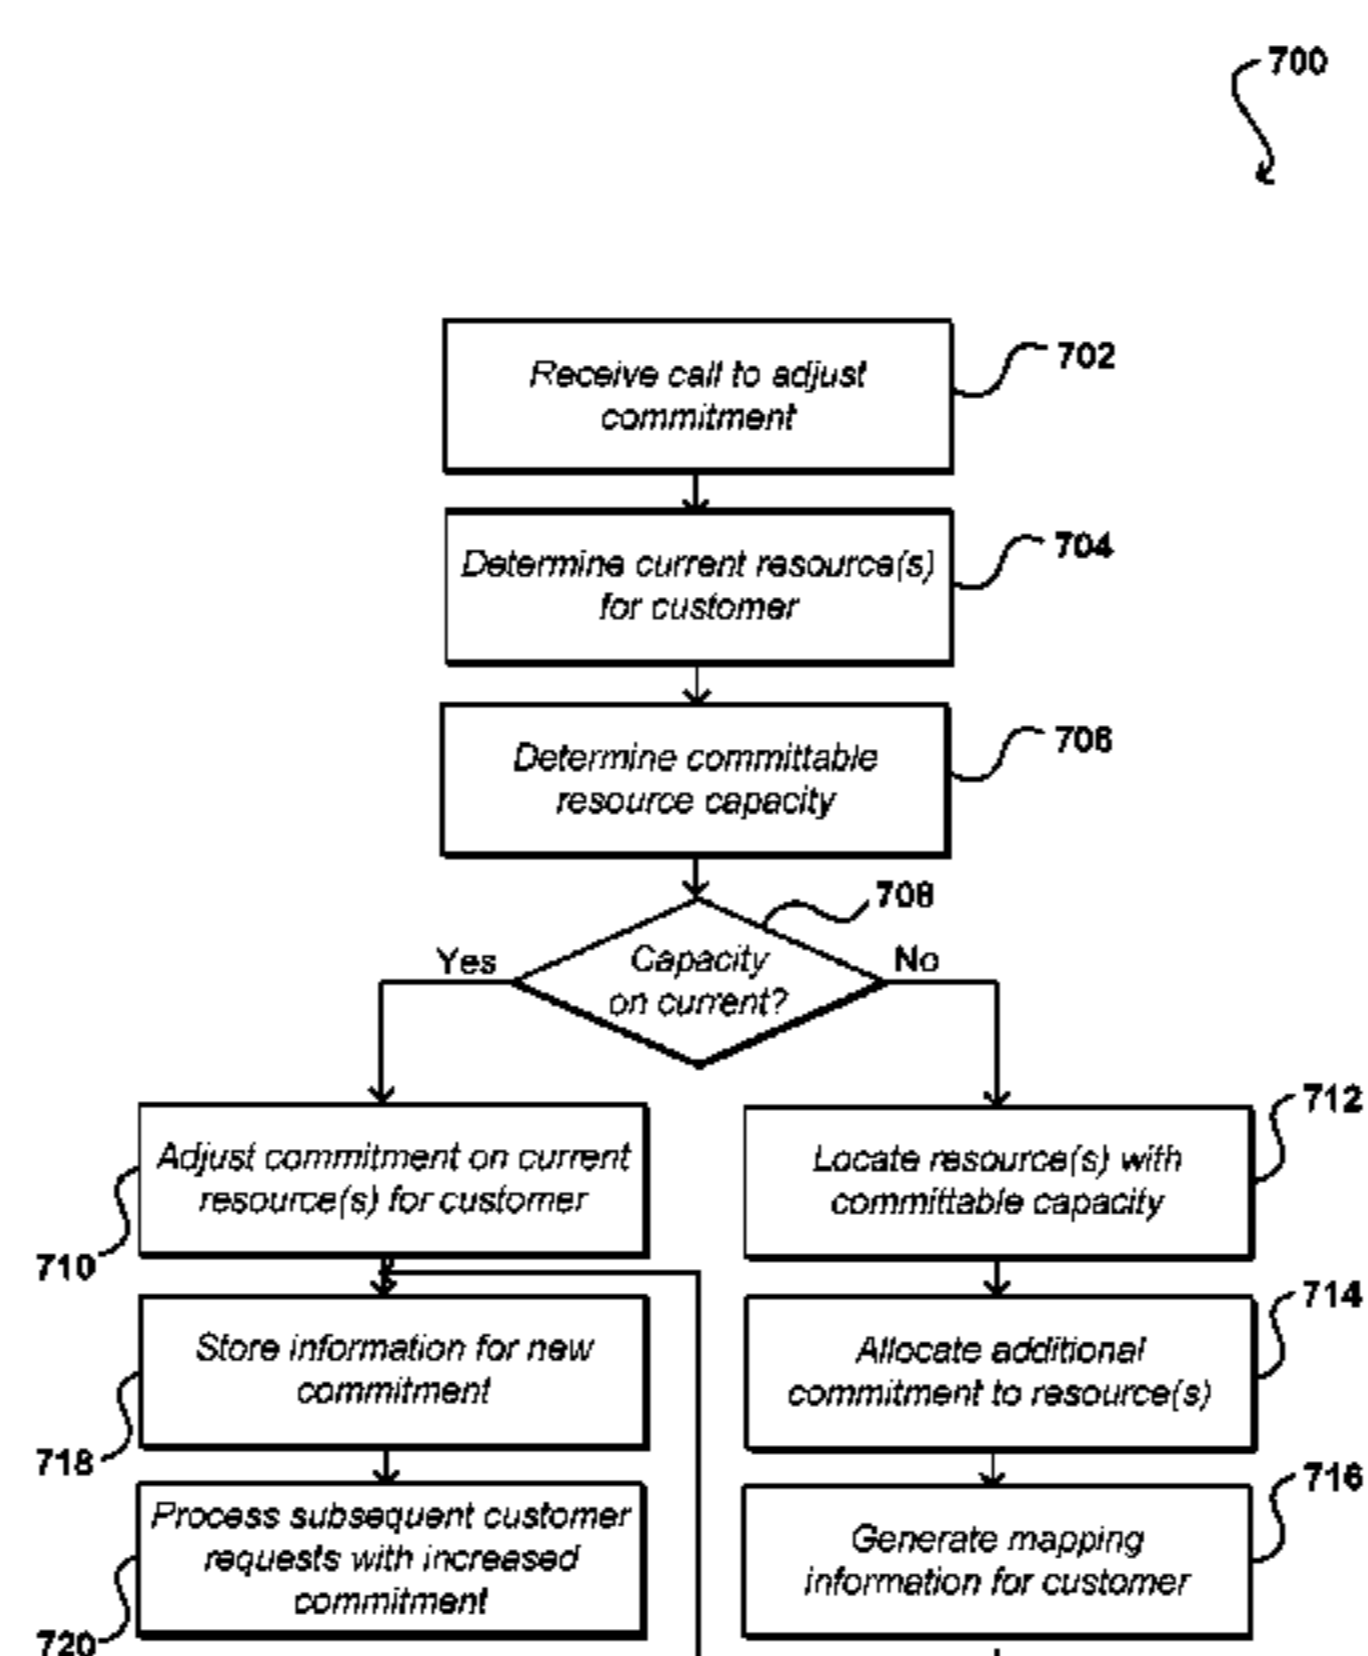 700
Receive call to adjust
commitment
702
Determine current resource(s)
for customer
704
Determine committable
resource capacity
706
708
Yes
Capacity
on current?
No
Adjust commitment on current
resource(s) for customer
710
Locate resource(s) with
committable capacity
712
Store information for new
commitment
718
Allocate additional
commitment to resource(s)
714
Process subsequent customer
requests with increased
commitment
720
Generate mapping
information for customer
716